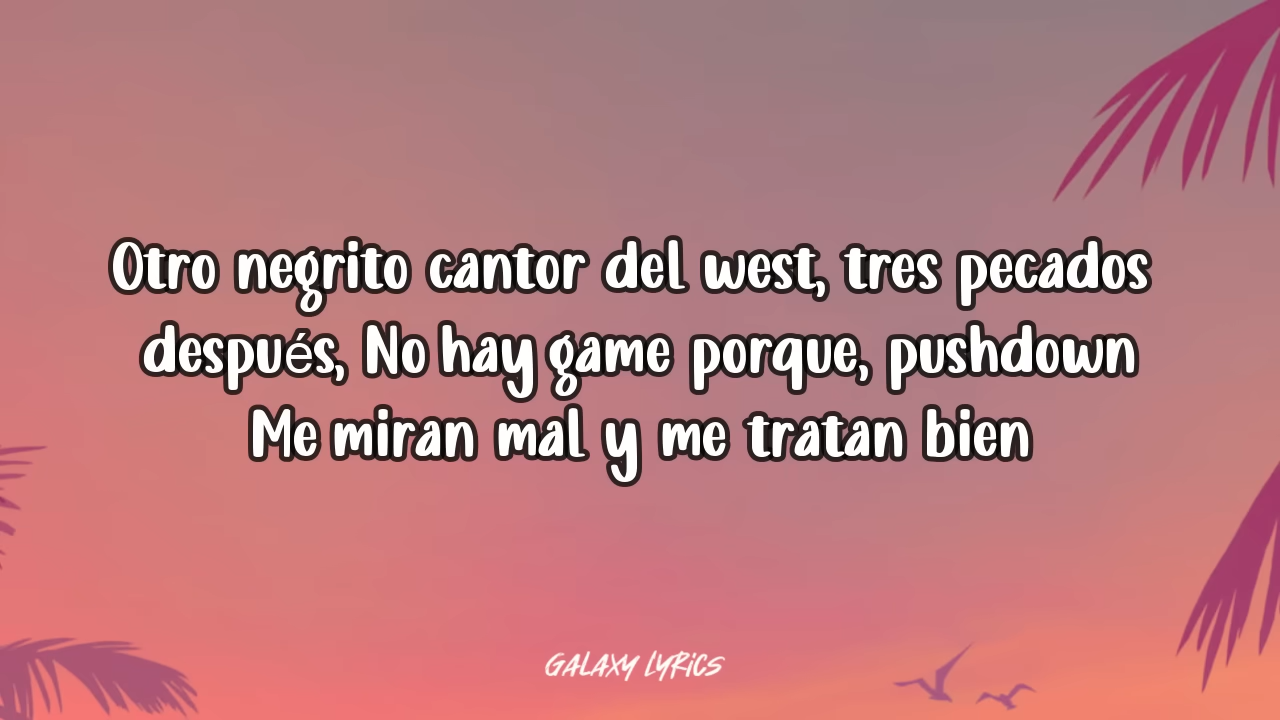 Otro negrito cantor del west, tres pecados
después, No hay game porque, pushdown
Me miran mal y me tratan bien
GALAXY LYRICS